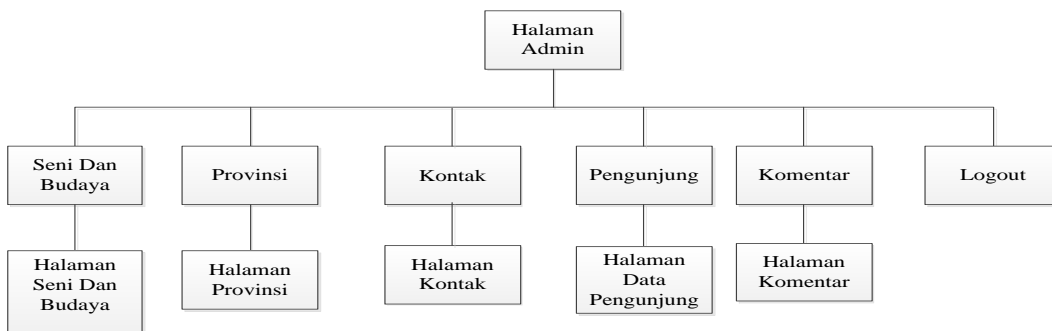 Halaman
Admin
Seni Dan
Budaya
Provinsi
Kontak
Pengunjung
Komentar
Logout
Halaman
Seni Dan
Budaya
Halaman
Provinsi
Halaman
Kontak
Halaman
Data
Pengunjung
Halaman
Komentar